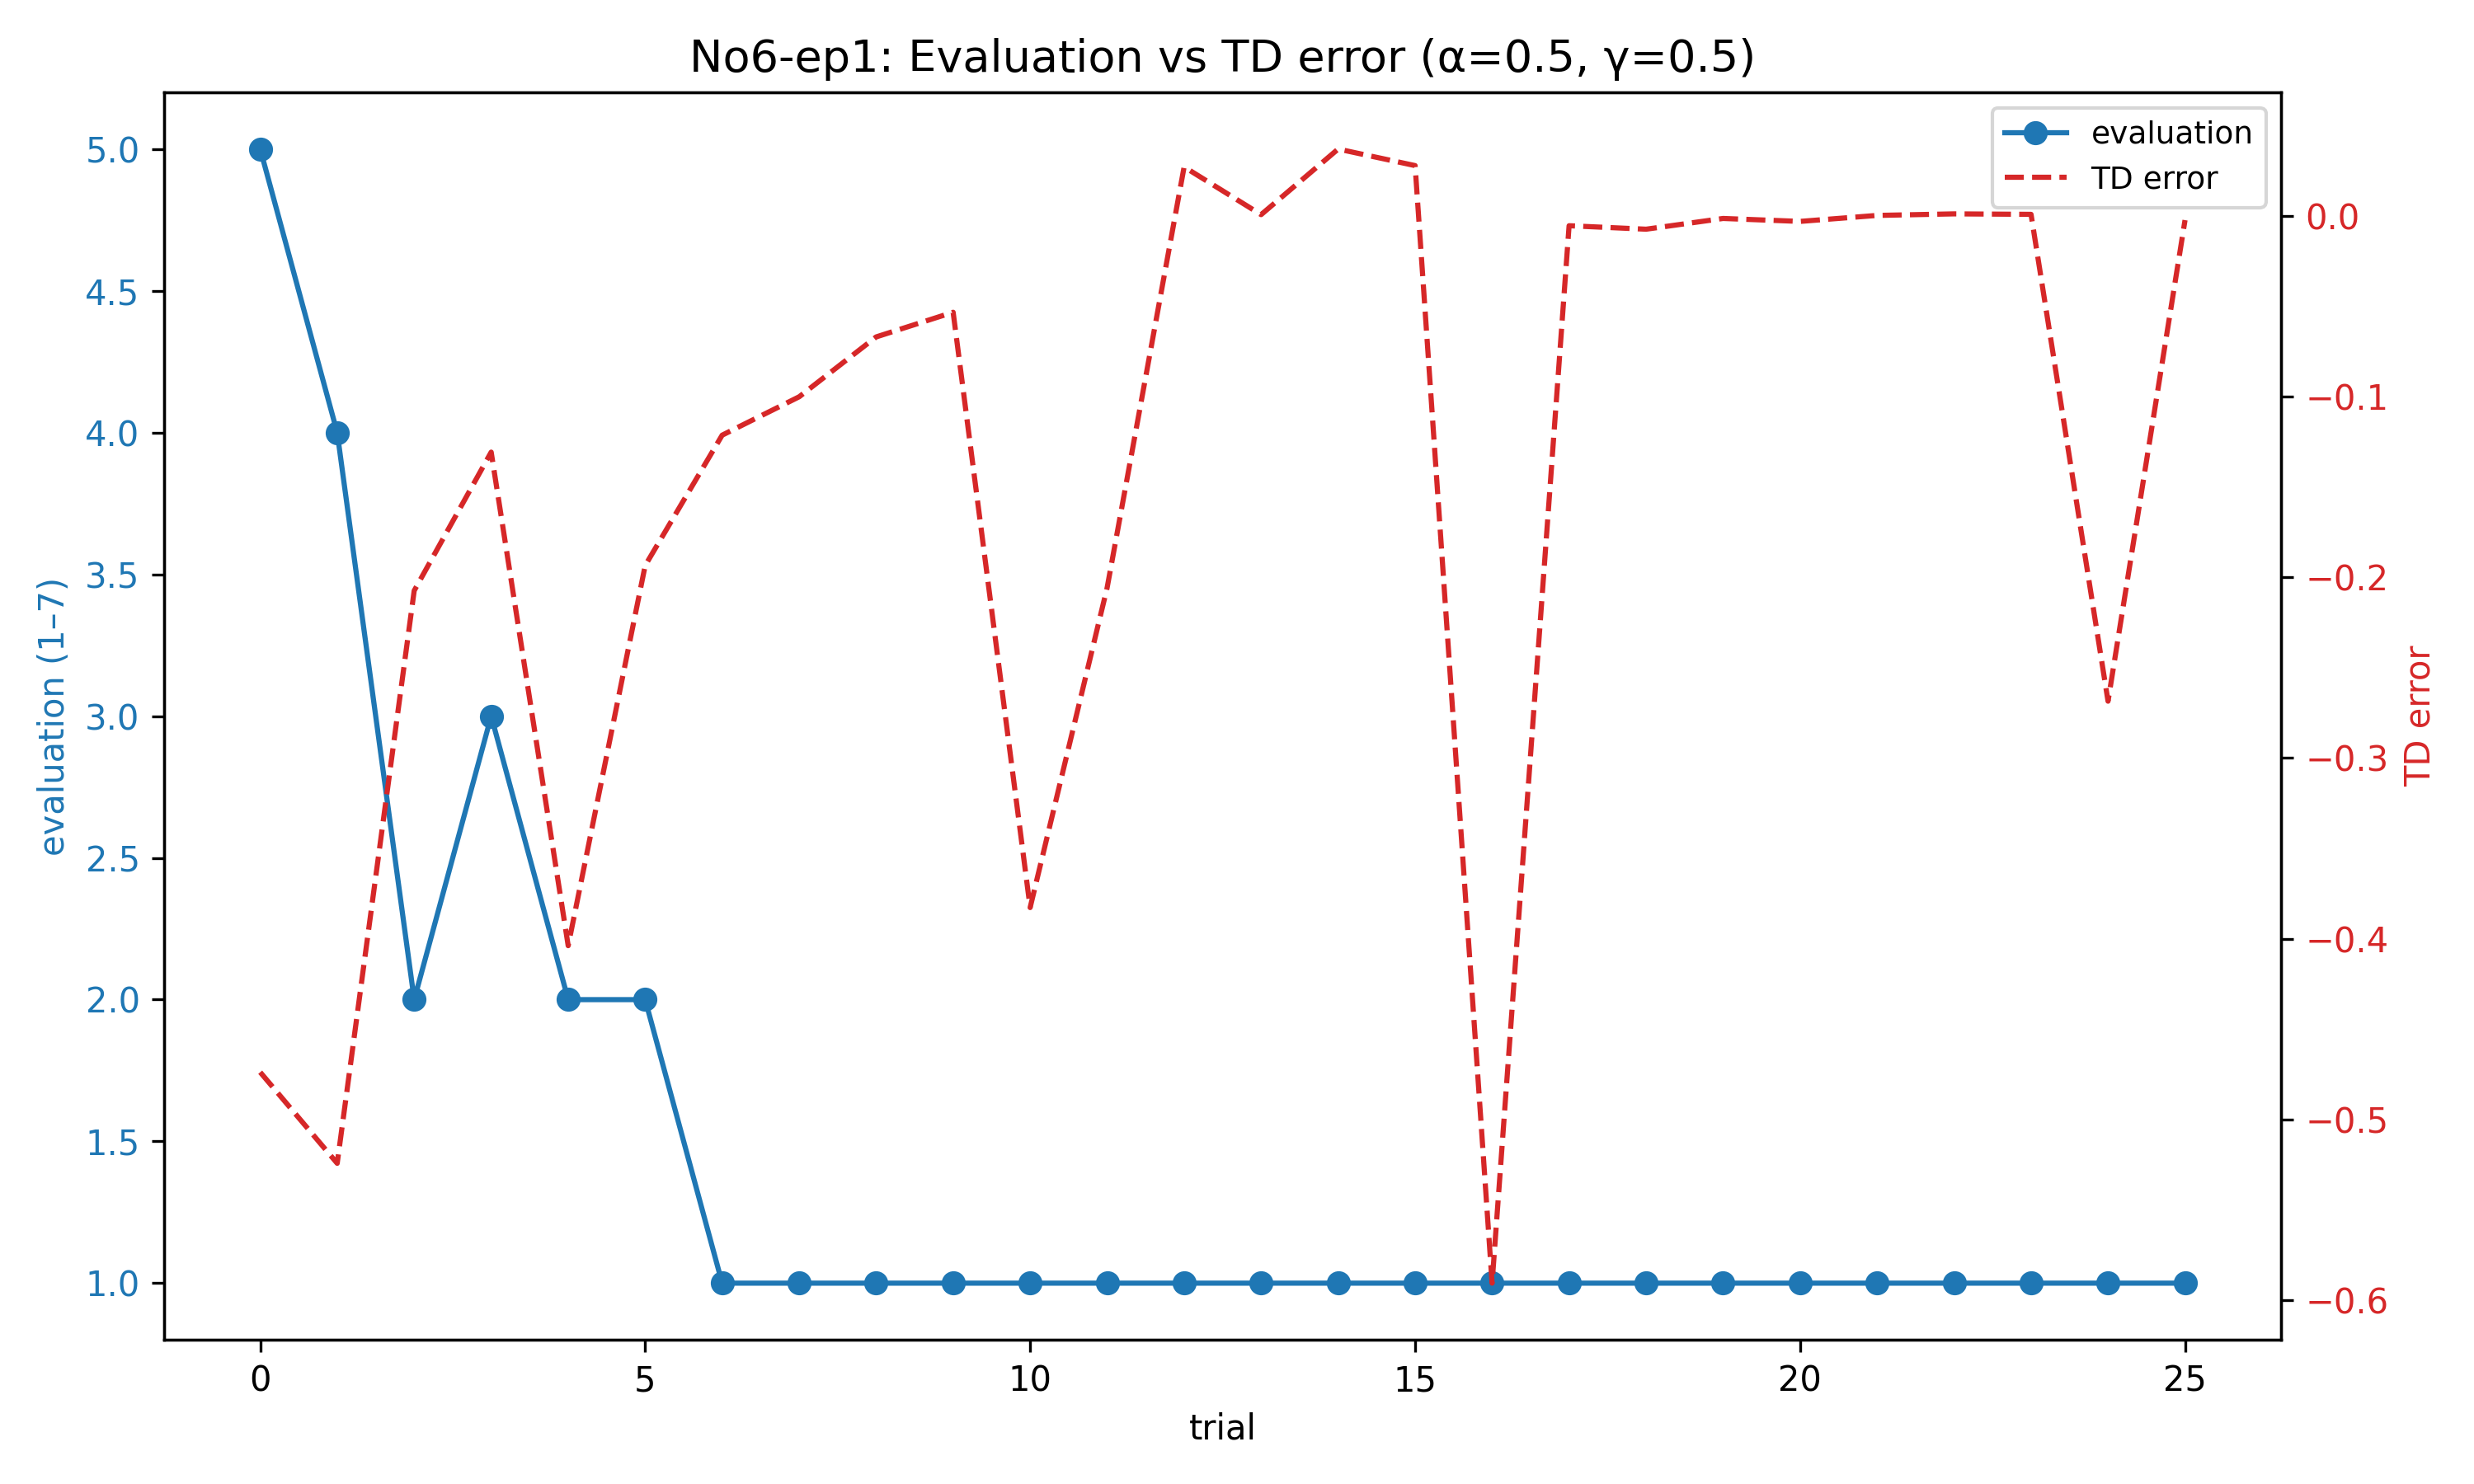 No6-ep1: Evaluation vs TD error (α=0.5, γ=0.5)
evaluation
TD error
5.0
4.5
4.0
3.5
3.0
2.5
2.0
1.5
1.0
evaluation (1–7)
0.0
−0.1
−0.2
−0.3
−0.4
−0.5
−0.6
TD error
0 5 10 15 20 25
trial